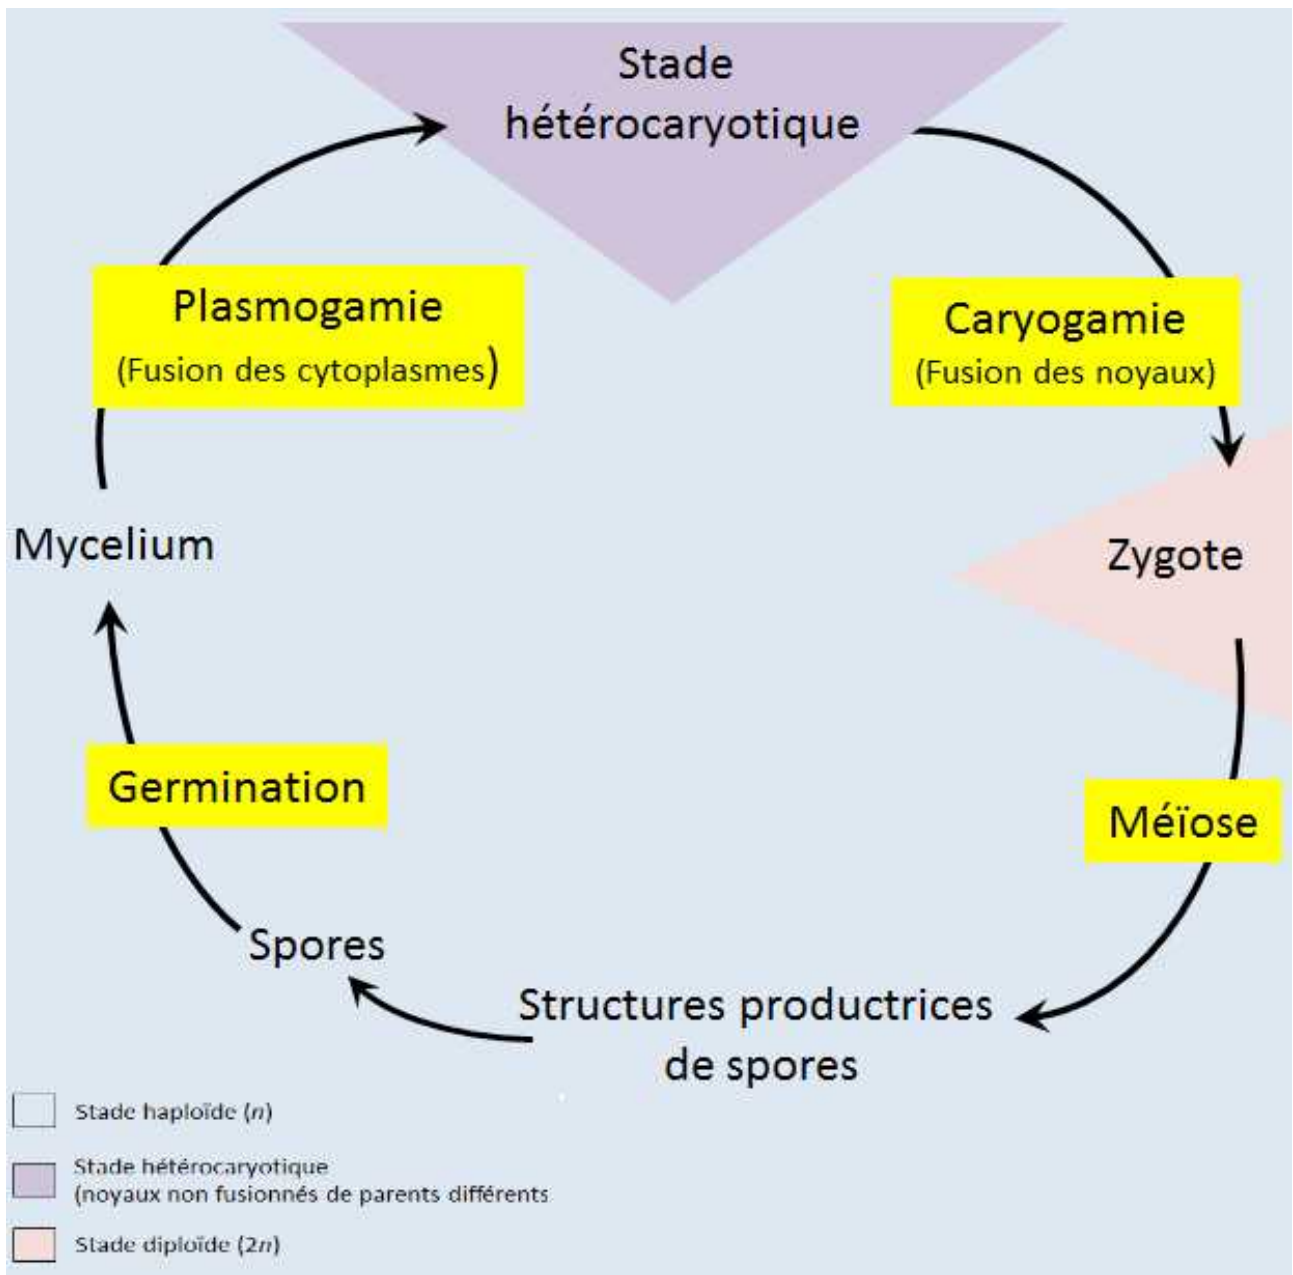 Stade
hétérocaryotique
Plasmogamie
(Fusion des cytoplasmes)
Caryogamie
(Fusion des noyaux)
Mycelium
Zygote
Germination
Méïose
Spores
Structures productrices
de spores
Stade haploïde (n)
Stade hétérocaryotique
(noyaux non fusionnés de parents différents
Stade diploïde (2n)